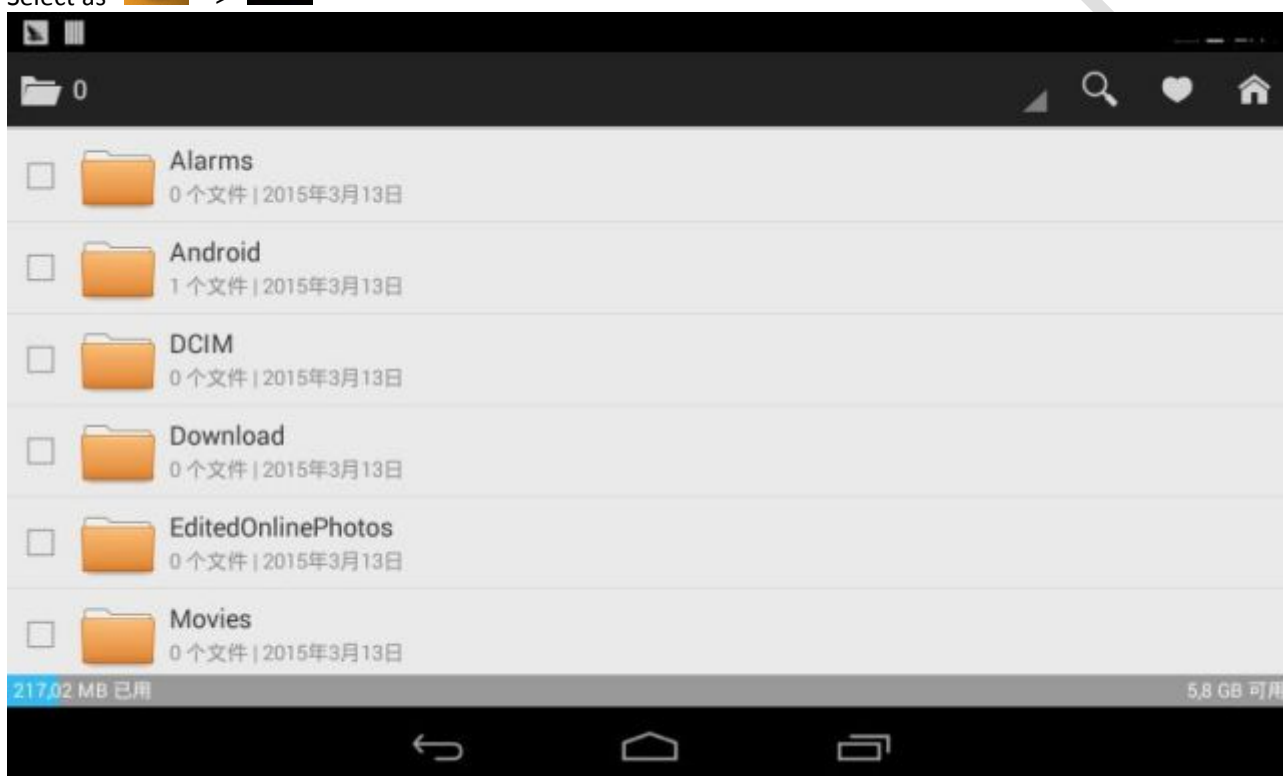 Select as >
0
Alarms
0 个文件 | 2015年3月13日
Android
1 个文件 | 2015年3月13日
DCIM
0 个文件 | 2015年3月13日
Download
0 个文件 | 2015年3月13日
EditedOnlinePhotos
0 个文件 | 2015年3月13日
Movies
0 个文件 | 2015年3月13日
217,02 MB 已用
5,8 GB 可用